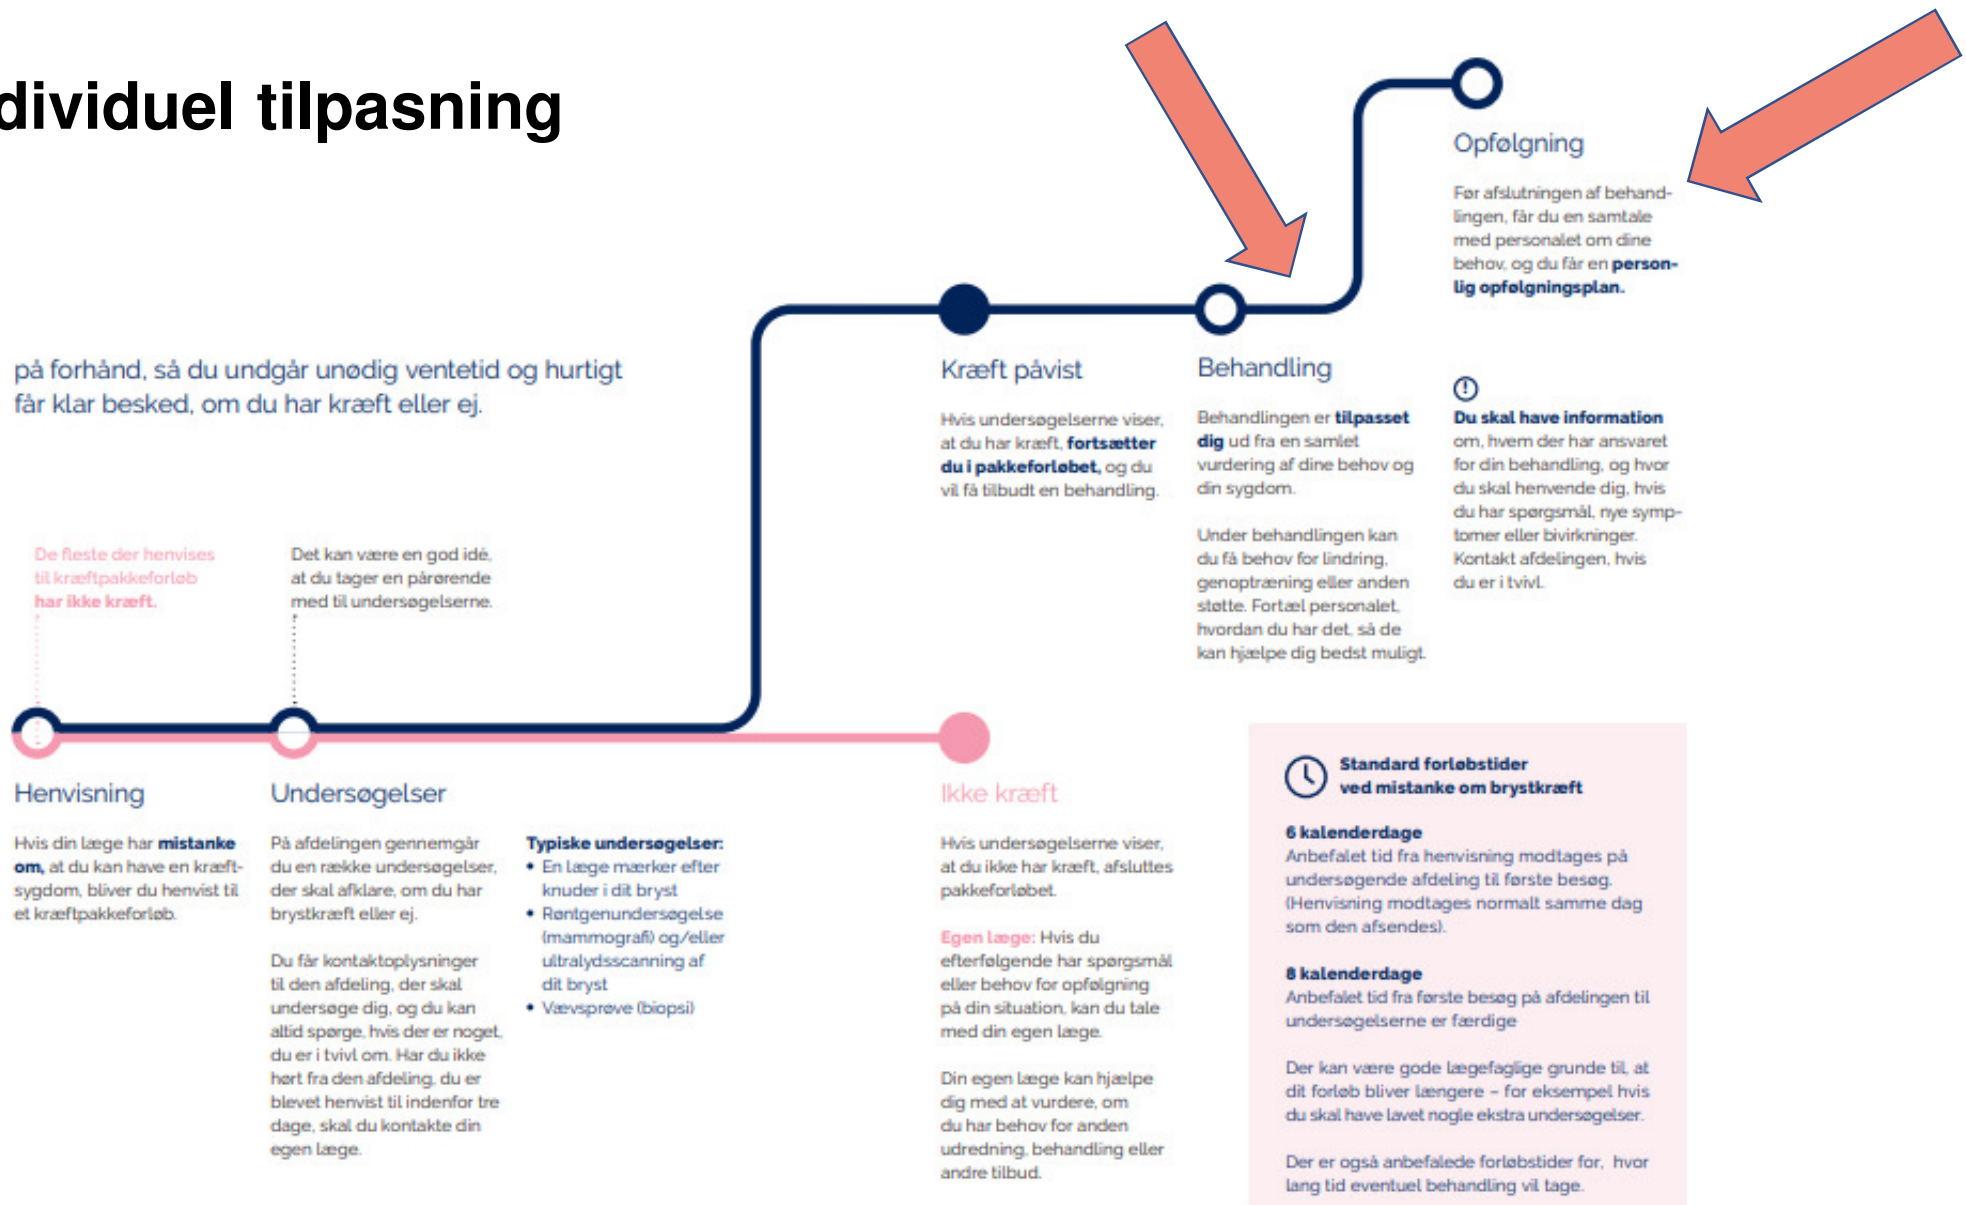 dividuel tilpasning
på forhånd, så du undgår unødig ventetid og hurtigt
får klar besked, om du har kræft eller ej.
Opfølgning
Før afslutningen af behand-
lingen, får du en samtale
med personalet om dine
behov, og du får en person-
lig opfølgningsplan.
Kræft påvist
Hvis undersøgelserne viser,
at du har kræft, fortsætter
du i pakkeforløbet, og du
vil få tilbudt en behandling.
Behandling
Behandlingen er tilpasset
dig ud fra en samlet
vurdering af dine behov og
din sygdom.
Under behandlingen kan
du få behov for lindring,
genoptræning eller anden
støtte. Fortæl personalet,
hvordan du har det, så de
kan hjælpe dig bedst muligt.
Du skal have information
om, hvem der har ansvaret
for din behandling, og hvor
du skal henvende dig, hvis
du har spørgsmål, nye symp-
tomer eller bivirkninger.
Kontakt afdelingen, hvis
du er i tvivl.
De fleste der henvises
til kræftpakkeforløb
har ikke kræft.
Det kan være en god idé,
at du tager en pårørende
med til undersøgelserne.
Henvisning
Hvis din læge har mistanke
om, at du kan have en kræft-
sygdom, bliver du henvist til
et kræftpakkeforløb.
Undersøgelser
På afdelingen gennemgår
du en række undersøgelser,
der skal afklare, om du har
brystkræft eller ej.
Du får kontaktoplysninger
til den afdeling, der skal
undersøge dig, og du kan
altid spørge, hvis der er noget,
du er i tvivl om. Har du ikke
hørt fra den afdeling, du er
blevet henvist til indenfor tre
dage, skal du kontakte din
egen læge.
Typiske undersøgelser:
• En læge mærker efter
knuder i dit bryst
• Røntgenundersøgelse
(mammografi) og/eller
ultralydsscanning af
dit bryst
• Vævsprøve (biopsi)
Ikke kræft
Hvis undersøgelserne viser,
at du ikke har kræft, afsluttes
pakkeforløbet.
Egen læge: Hvis du
efterfølgende har spørgsmål
eller behov for opfølgning
på din situation, kan du tale
med din egen læge.
Din egen læge kan hjælpe
dig med at vurdere, om
du har behov for anden
udredning, behandling eller
andre tilbud.
Standard forløbstider
ved mistanke om brystkræft
6 kalenderdage
Anbefalet tid fra henvisning modtages på
undersøgende afdeling til første besøg.
(Henvisning modtages normalt samme dag
som den afsendes).
8 kalenderdage
Anbefalet tid fra første besøg på afdelingen til
undersøgelserne er færdige
Der kan være gode lægefaglige grunde til, at
dit forløb bliver længere – for eksempel hvis
du skal have lavet nogle ekstra undersøgelser.
Der er også anbefalede forløbstider for, hvor
lang tid eventuel behandling vil tage.